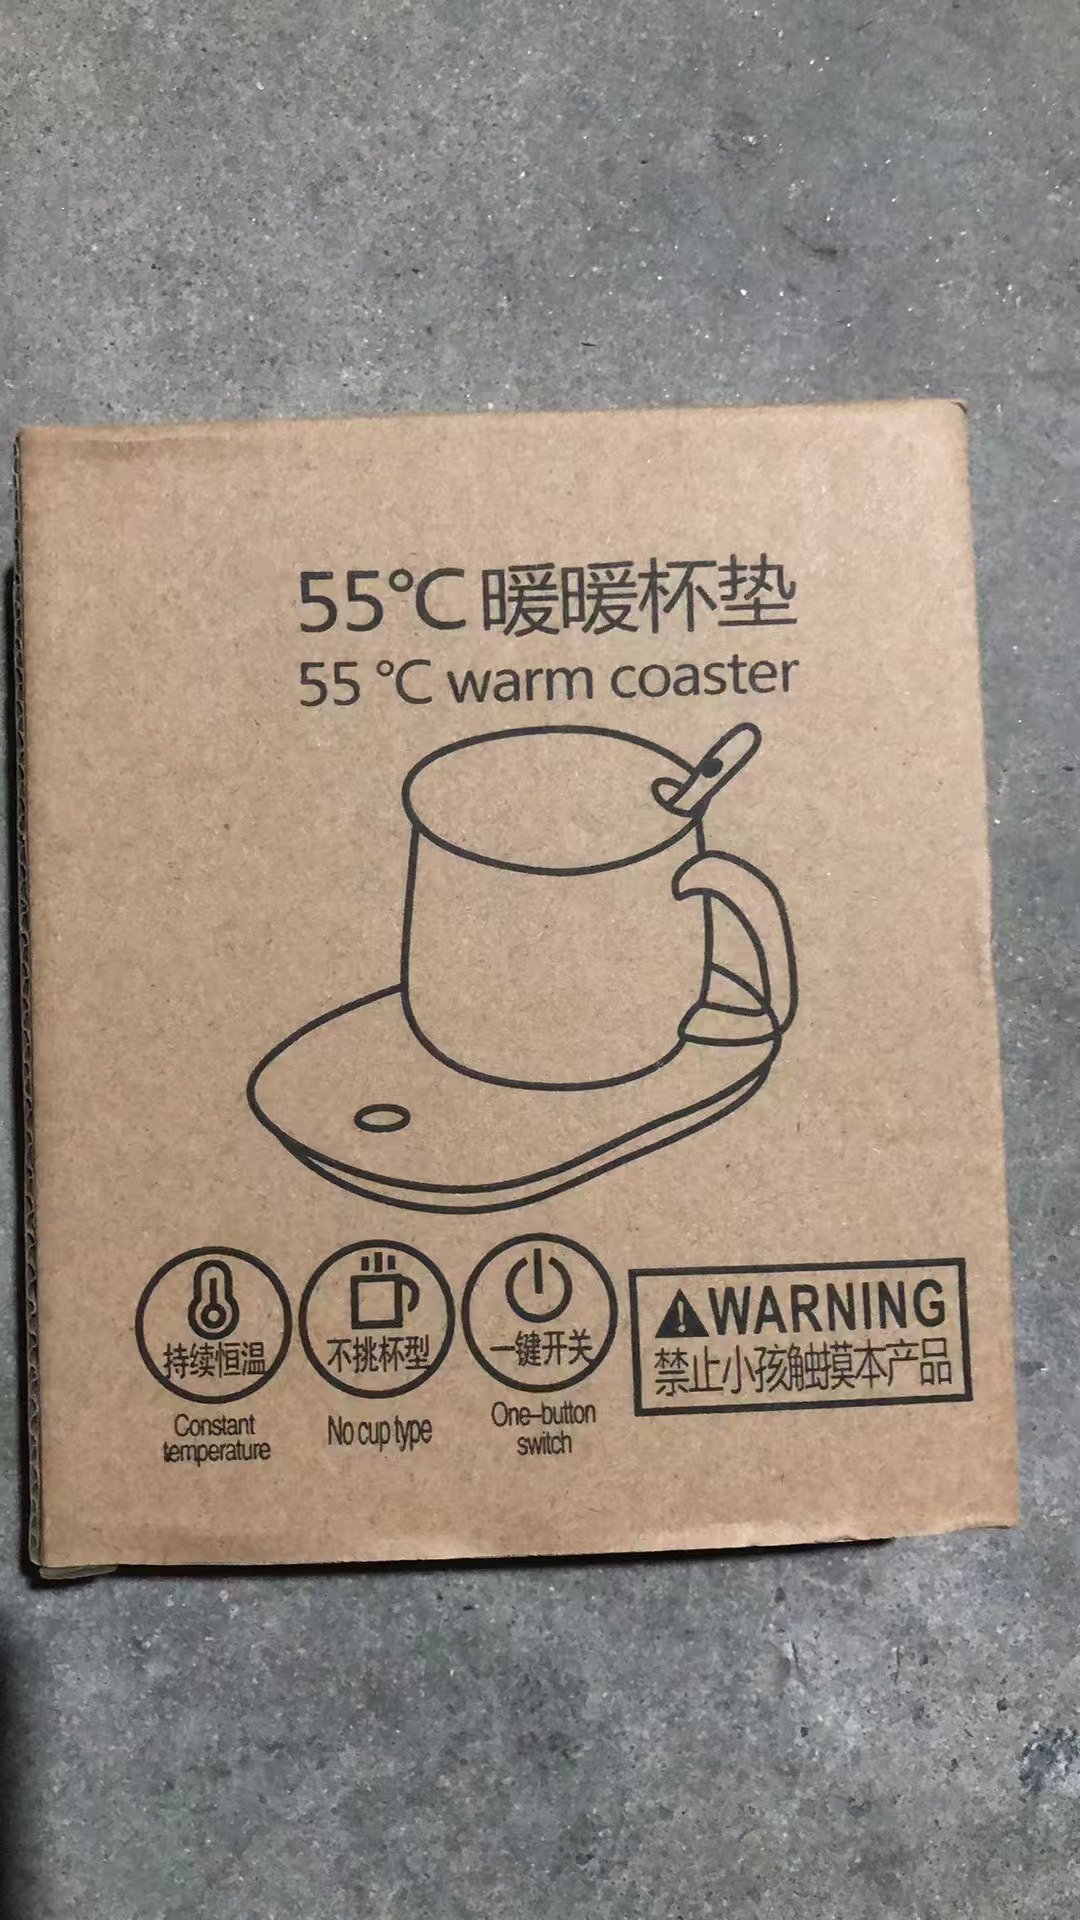 55℃暖暖杯垫
55 ℃ warm coaster
持续恒温
Constant
temperature
不挑杯型
No cup type
一键开关
One-button
switch
WARNING
禁止小孩触摸本产品